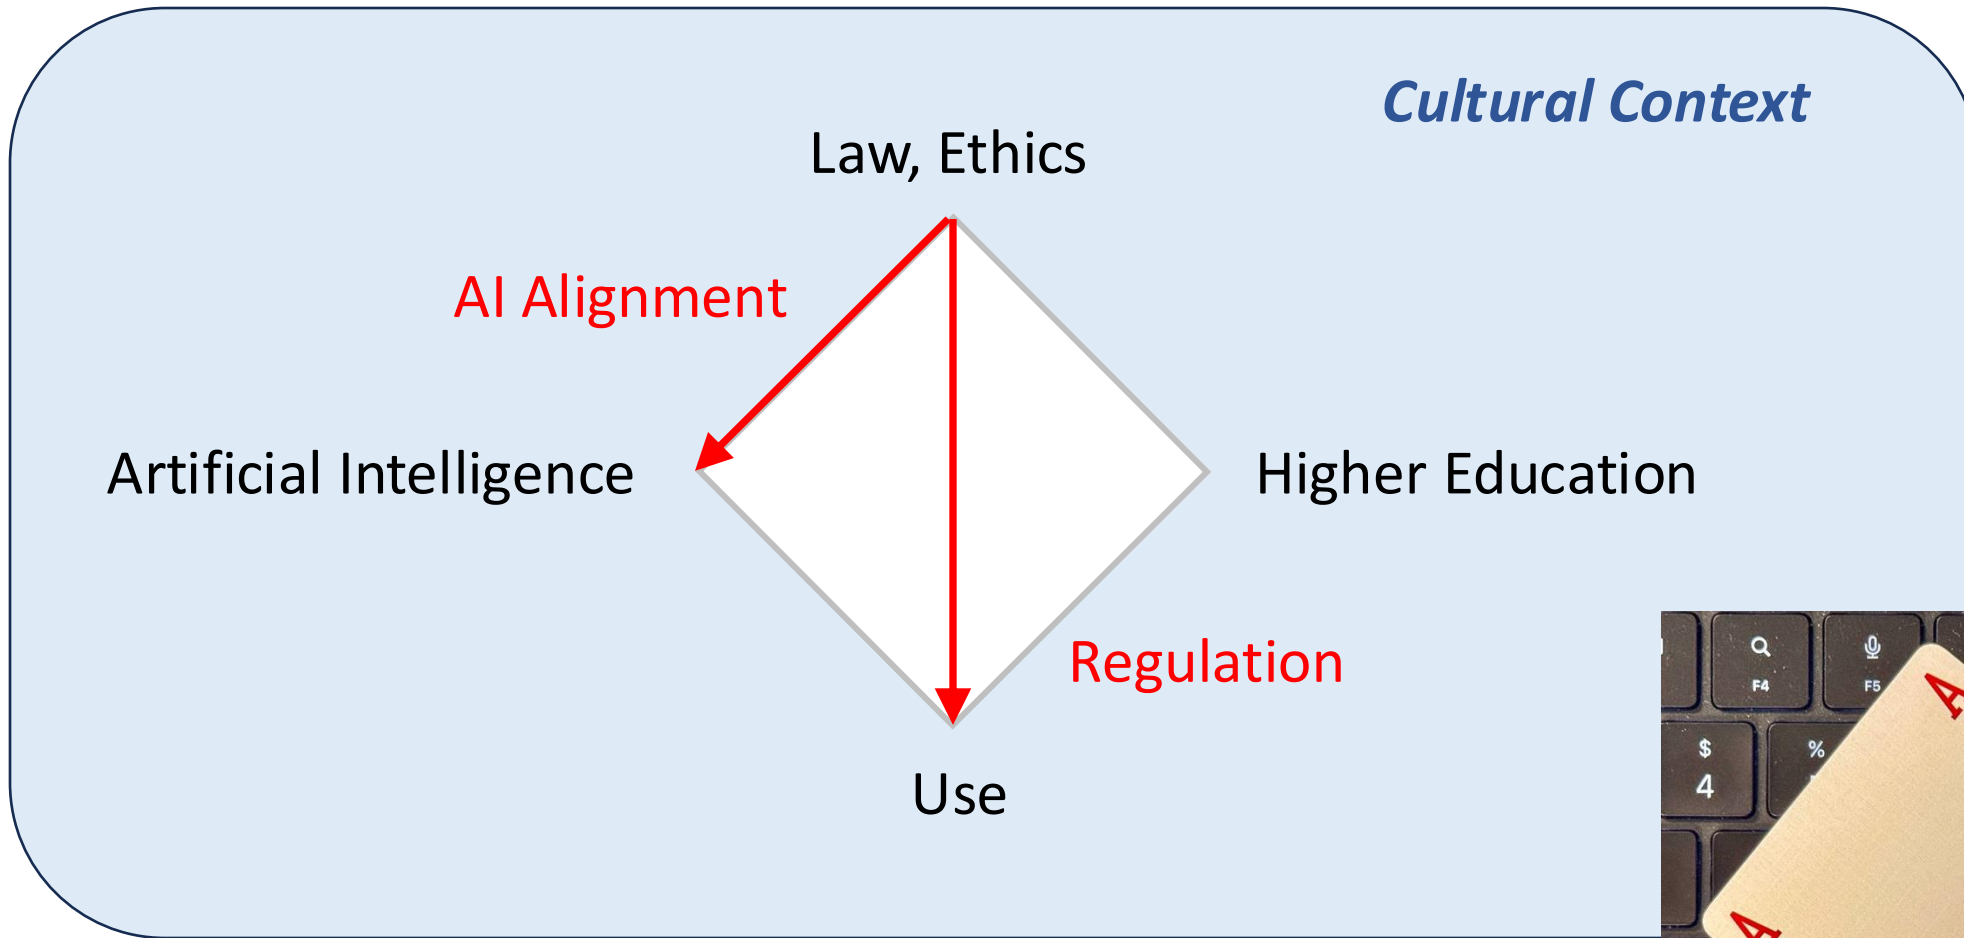 Cultural Context
Law, Ethics
AI Alignment
Artificial Intelligence
Higher Education
Regulation
Use
F4
F5
$
%
4
A
A